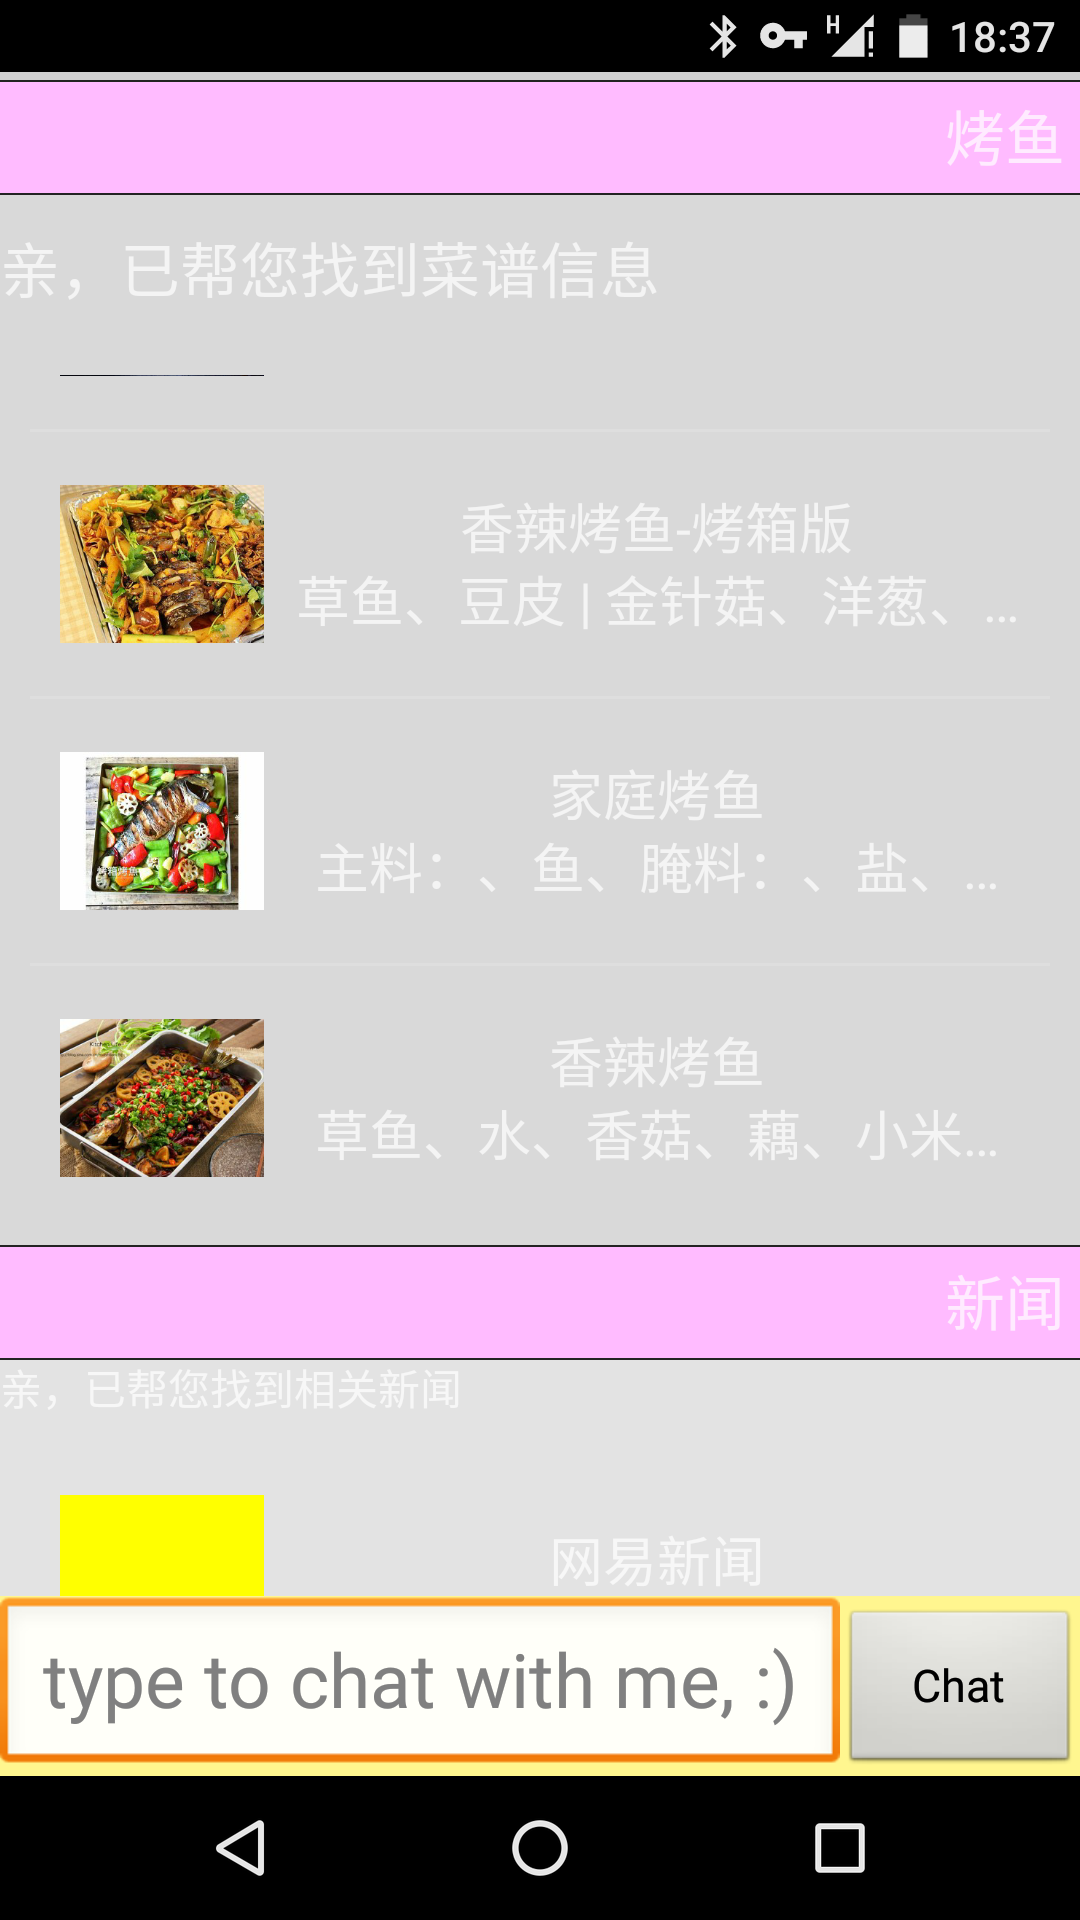 H 18:37
烤鱼
亲，已帮您找到菜谱信息
香辣烤鱼-烤箱版
草鱼、豆皮 | 金针菇、洋葱、...
家庭烤鱼
主料：、鱼、腌料：、盐、...
香辣烤鱼
草鱼、水、香菇、藕、小米...
新闻
亲，已帮您找到相关新闻
网易新闻
type to chat with me, :)
Chat